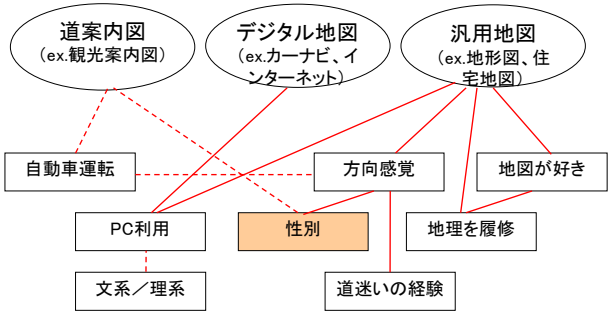 道案内図
（ex.観光案内図）
デジタル地図
（ex.カーナビ、イ
ンターネット）
汎用地図
（ex.地形図、住
宅地図）
自動車運転
方向感覚
地図が好き
PC利用
性別
地理を履修
文系／理系
道迷いの経験